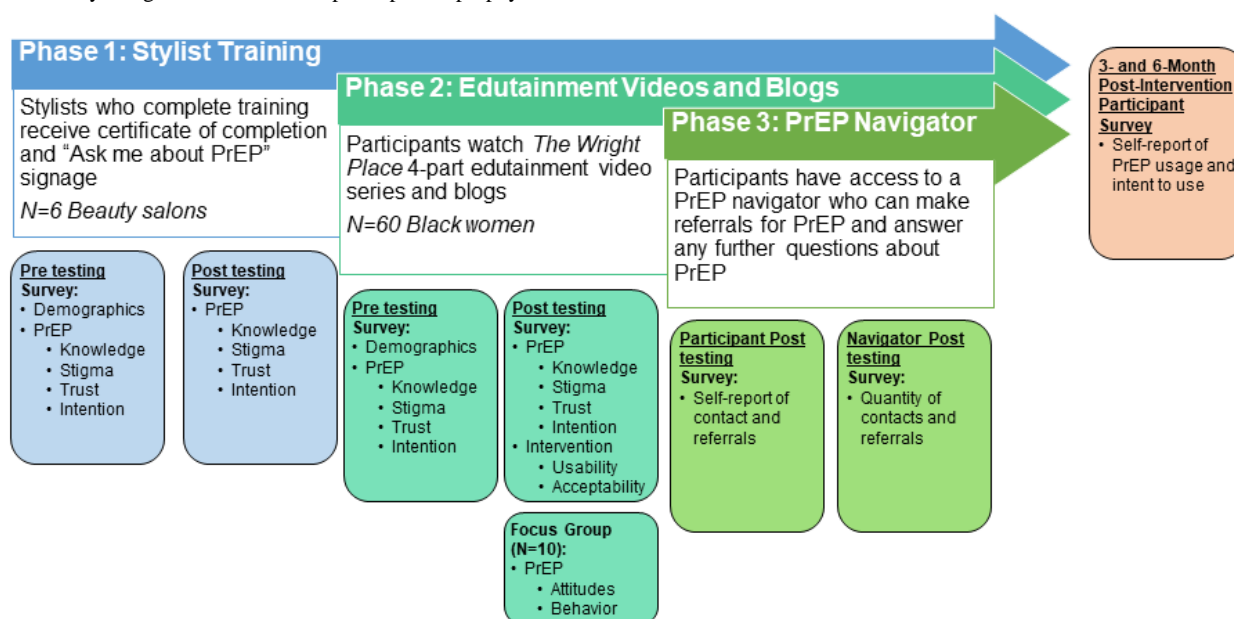 Phase 1: Stylist Training
Stylists who complete training
receive certificate of completion
and “Ask me about PrEP”
signage
N=6 Beauty salons
Pre testing
Survey:
• Demographics
• PrEP
• Knowledge
• Stigma
• Trust
• Intention
Post testing
Survey:
• PrEP
• Knowledge
• Stigma
• Trust
• Intention
Phase 2: Edutainment Videos and Blogs
Participants watch The Wright
Place 4-part edutainment video
series and blogs
N=60 Black women
Pre testing
Survey:
• Demographics
• PrEP
• Knowledge
• Stigma
• Trust
• Intention
Post testing
Survey:
• PrEP
• Knowledge
• Stigma
• Trust
• Intention
• Intervention
• Usability
• Acceptability
Focus Group
(N=10):
• PrEP
• Attitudes
• Behavior
Phase 3: PrEP Navigator
Participants have access to a
PrEP navigator who can make
referrals for PrEP and answer
any further questions about
PrEP
Participant Post
testing
Survey:
• Self-report of
contact and
referrals
Navigator Post
testing
Survey:
• Quantity of
contacts and
referrals
3- and 6-Month
Post-Intervention
Participant
Survey
• Self-report of
PrEP usage and
intent to use